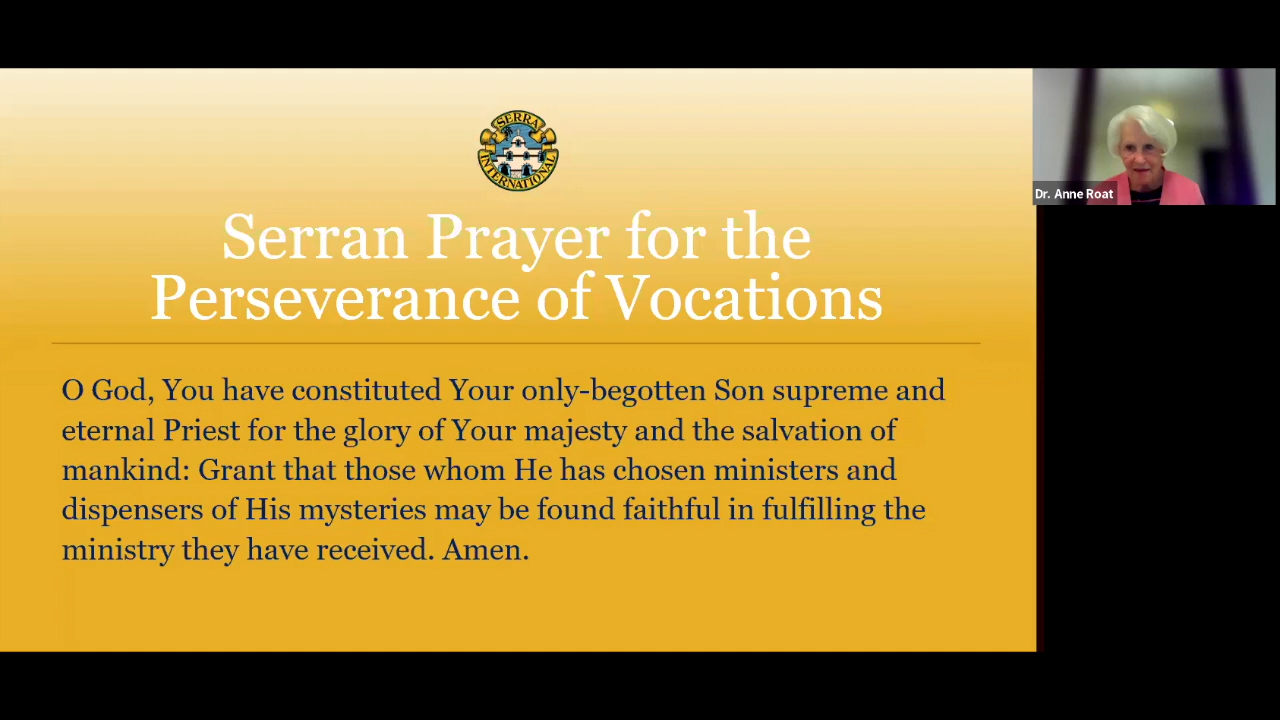 SERRA
INTERNATIONAL
Serran Prayer for the
Perseverance of Vocations
O God, You have constituted Your only-begotten Son supreme and
eternal Priest for the glory of Your majesty and the salvation of
mankind: Grant that those whom He has chosen ministers and
dispensers of His mysteries may be found faithful in fulfilling the
ministry they have received. Amen.
Dr. Anne Roat